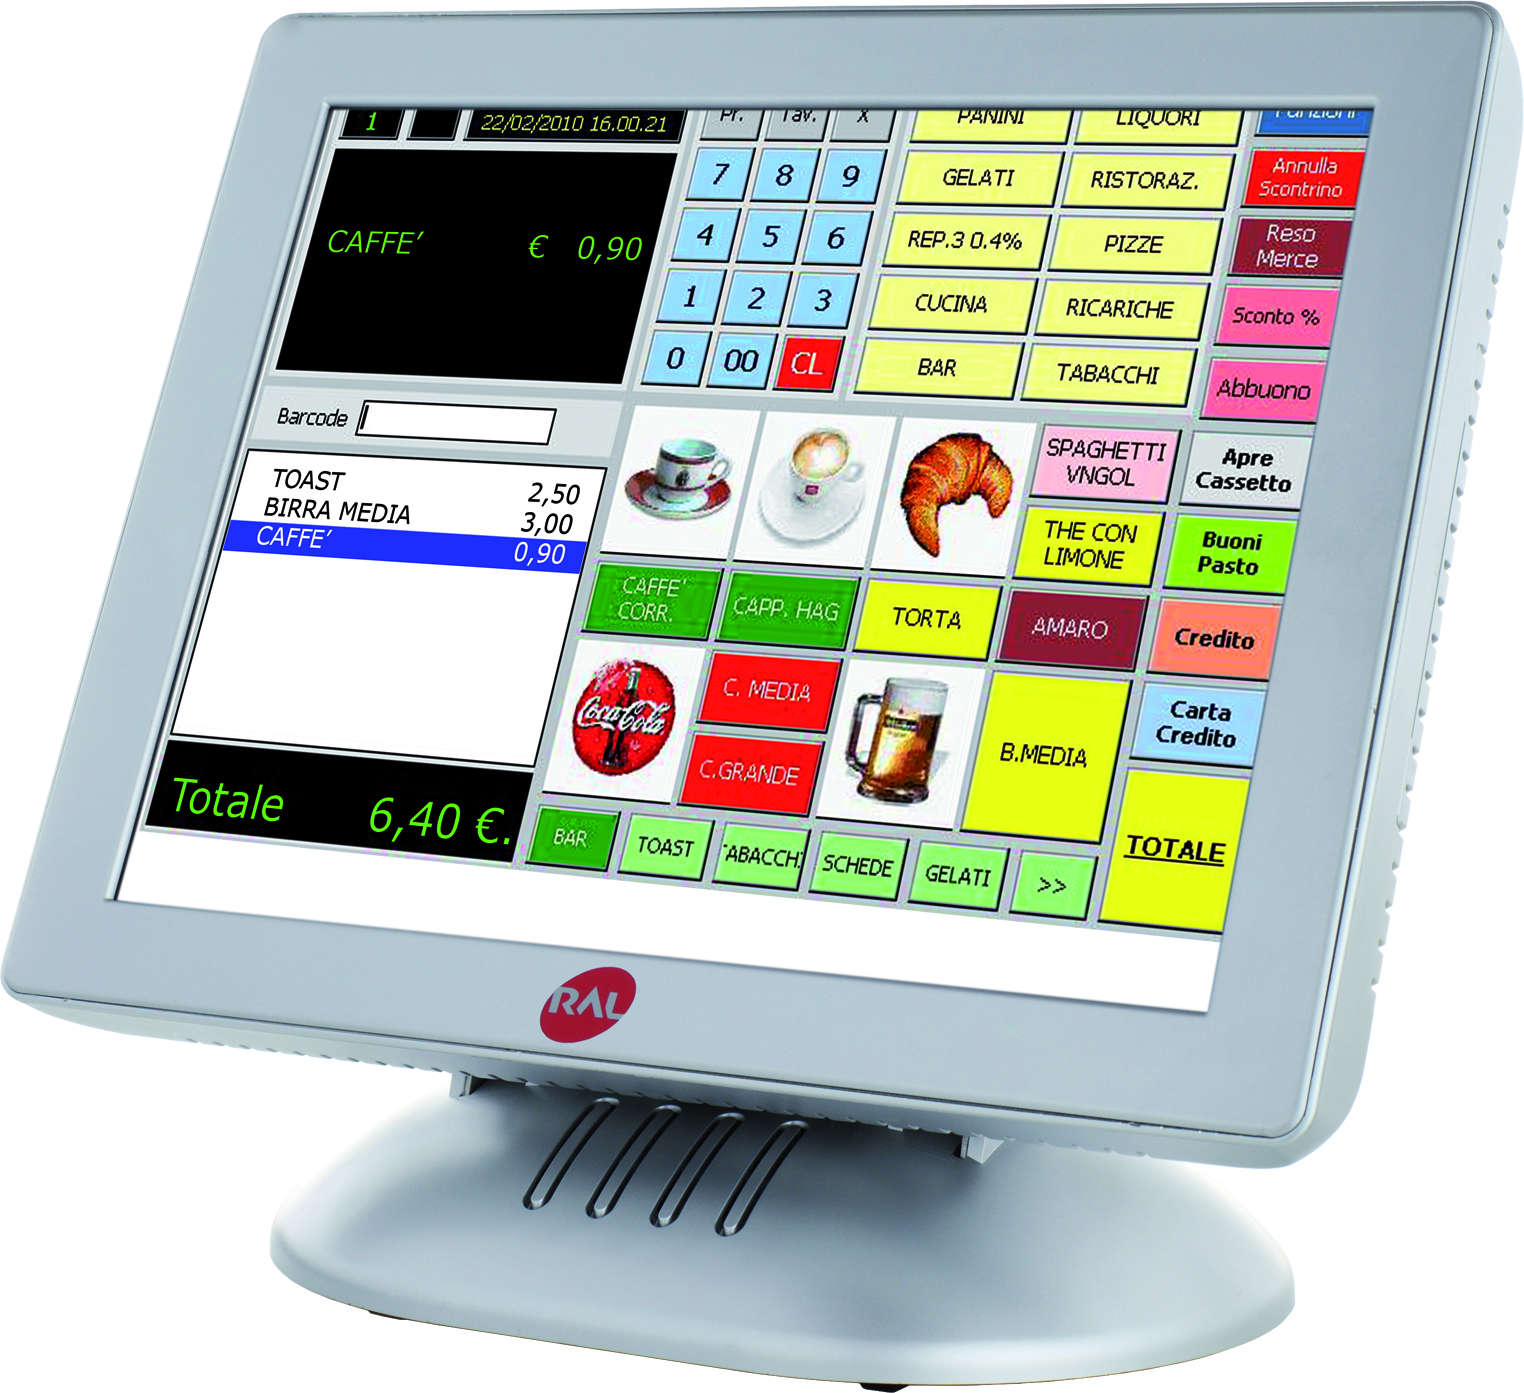 1
22/02/2010 16.00.21
Pr.
Tav.
X
PANINI
LIQUORI
Funzioni
CAFFE’ € 0,90
7
8
9
GELATI
RISTORAZ.
Annulla
Scontrino
4
5
6
REP.3 0.4%
PIZZE
Reso
Merce
1
2
3
CUCINA
RICARICHE
Sconto %
0
00
CL
BAR
TABACCHI
Abbuono
Barcode
TOAST 2,50
BIRRA MEDIA 3,00
CAFFE’ 0,90
SPAGHETTI
VNGOL
Apre
Cassetto
THE CON
LIMONE
Buoni
Pasto
CAFFE'
CORR.
CAPP. HAG
TORTA
AMARO
Credito
Coca-Cola
C. MEDIA
C.GRANDE
B.MEDIA
Carta
Credito
Totale 6,40 €.
BAR
TOAST
TABACCHI
SCHEDE
GELATI
>>
TOTALE
RAL